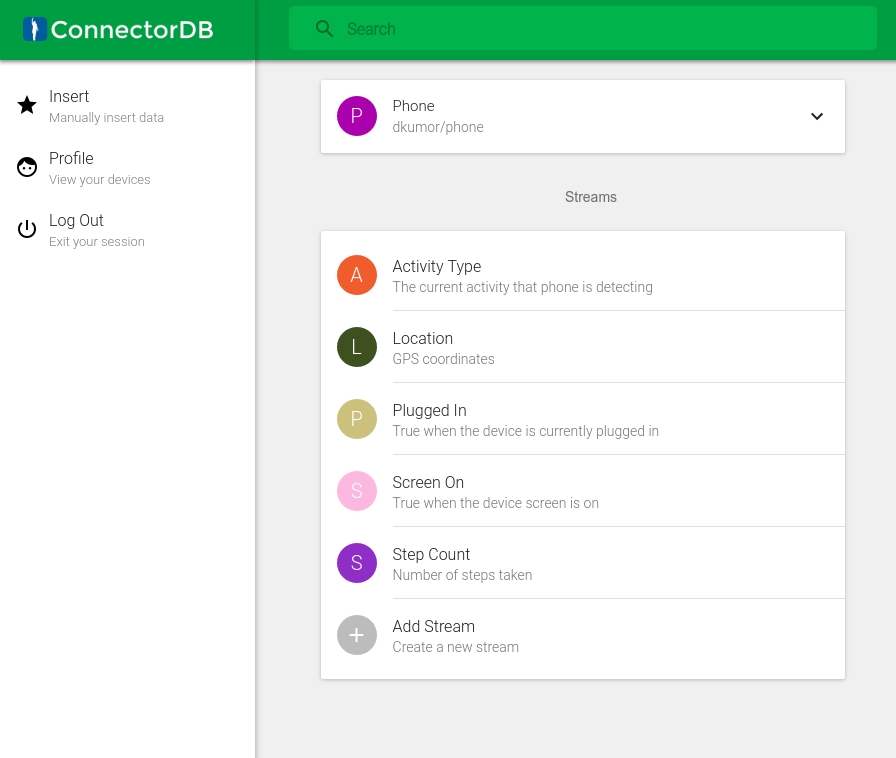 ConnectorDB
Search
Insert
Manually insert data
Profile
View your devices
Log Out
Exit your session
P
Phone
dkumor/phone
Streams
A
Activity Type
The current activity that phone is detecting
L
Location
GPS coordinates
P
Plugged In
True when the device is currently plugged in
S
Screen On
True when the device screen is on
S
Step Count
Number of steps taken
Add Stream
Create a new stream